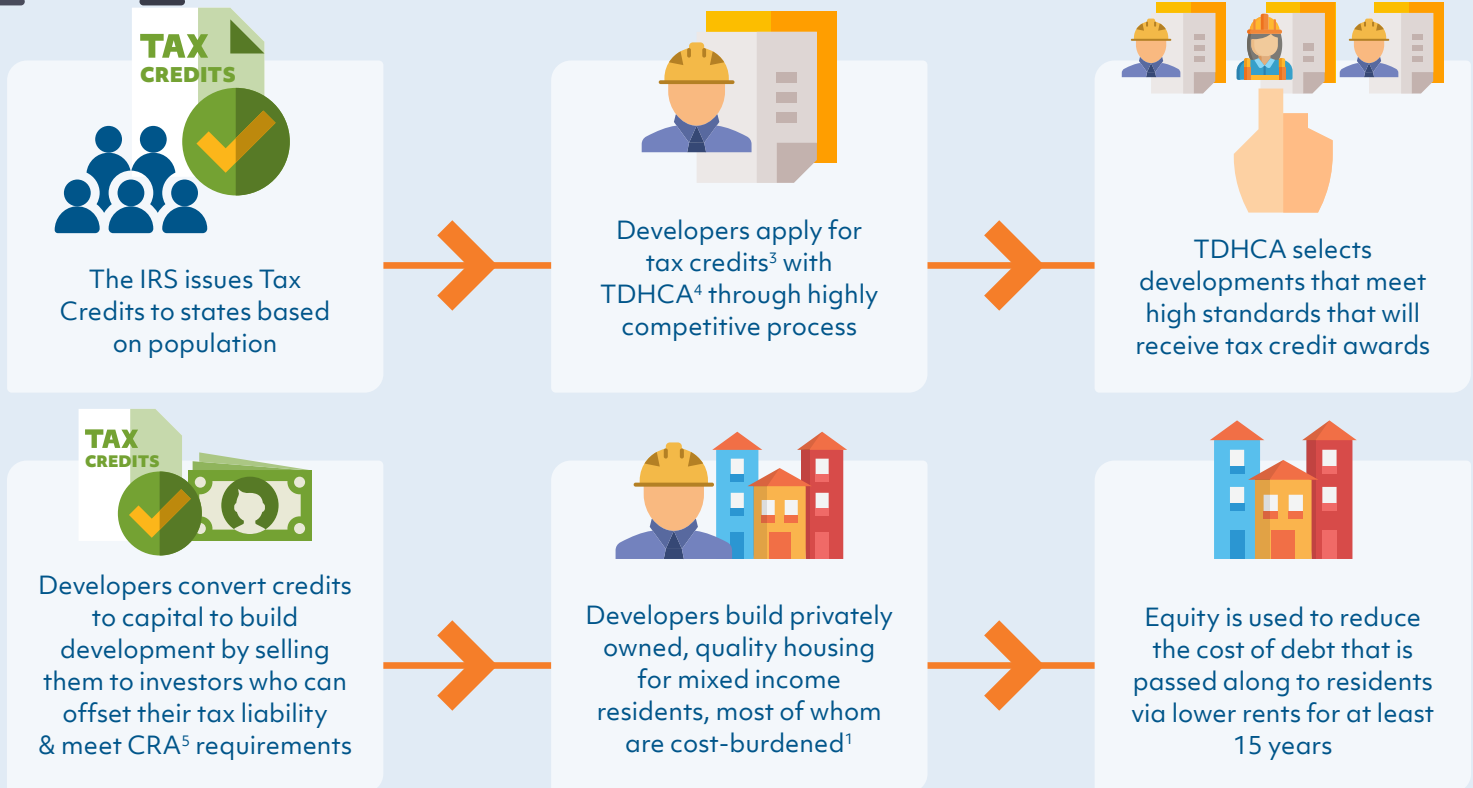 TAX
CREDITS
The IRS issues Tax
Credits to states based
on population
Developers apply for
tax credits³ with
TDHCA⁴ through highly
competitive process
TDHCA selects
developments that meet
high standards that will
receive tax credit awards
TAX
CREDITS
Developers convert credits
to capital to build
development by selling
them to investors who can
offset their tax liability
& meet CRA⁵ requirements
Developers build privately
owned, quality housing
for mixed income
residents, most of whom
are cost-burdened¹
Equity is used to reduce
the cost of debt that is
passed along to residents
via lower rents for at least
15 years